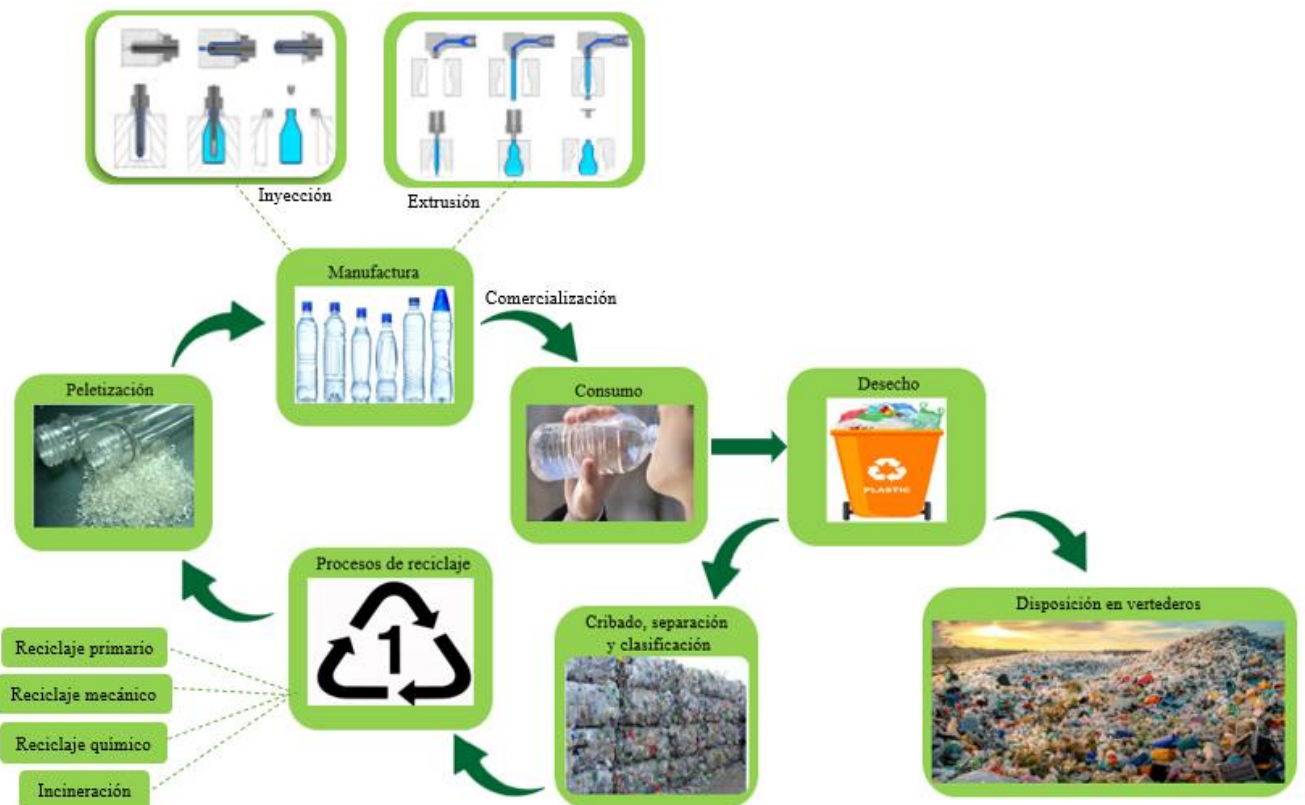 Inyección
Extrusión
Manufactura
Comercialización
Peletización
Consumo
Desecho
PLASTIC
Procesos de reciclaje
1
Cribado, separación
y clasificación
Disposición en vertederos
Reciclaje primario
Reciclaje mecánico
Reciclaje químico
Incineración